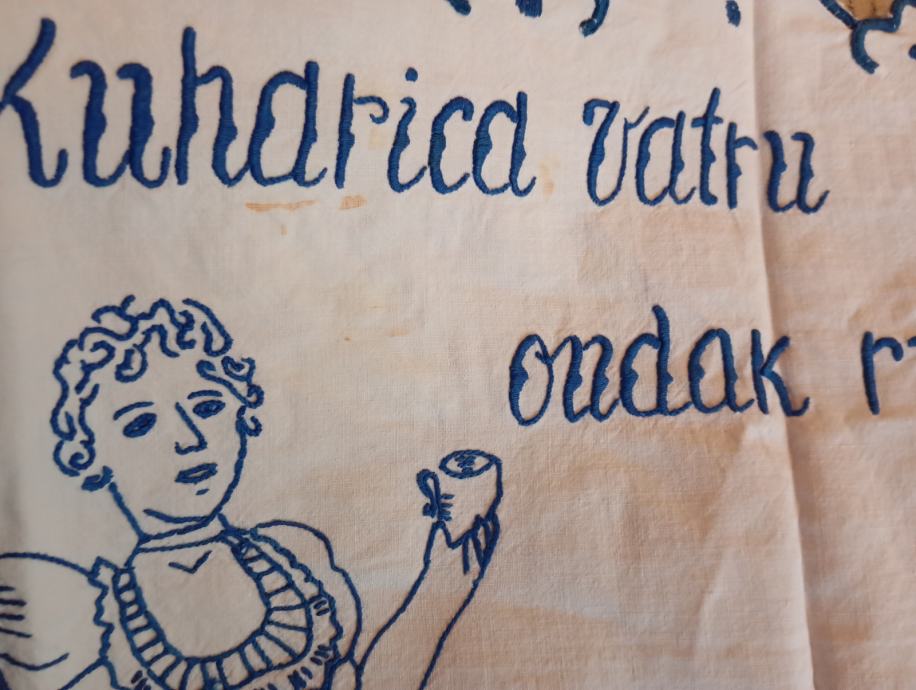 Kuharica vatru
ondak